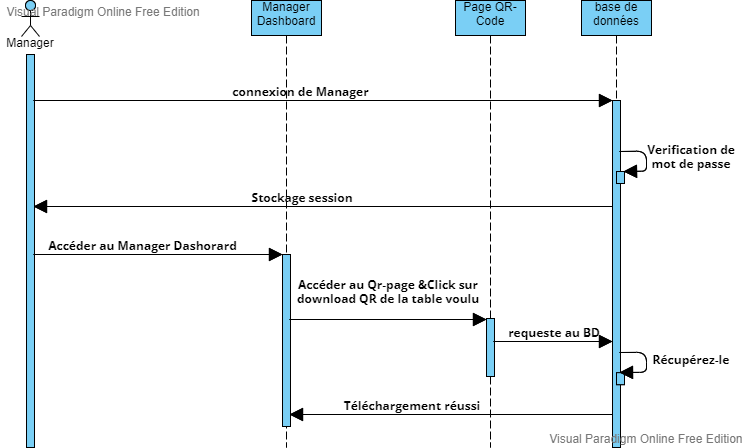 Visual Paradigm Online Free Edition
Manager
Manager
Dashboard
Page QR-
Code
base de
données
connexion de Manager
Verification de
mot de passe
Stockage session
Accéder au Manager Dashorard
Accéder au Qr-page &Click sur
download QR de la table voulu
requeste au BD
Récupérez-le
Téléchargement réussi
Visual Paradigm Online Free Edition